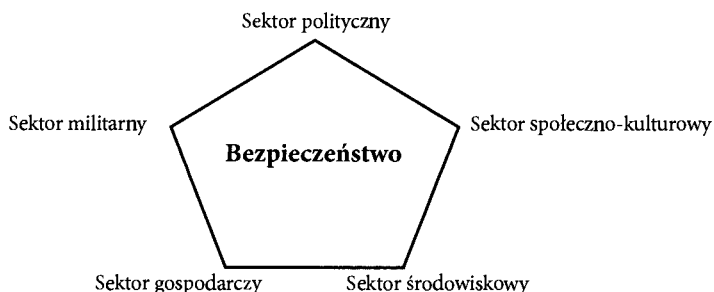 Sektor polityczny
Sektor militarny
Sektor społeczno-kulturowy
Bezpieczeństwo
Sektor gospodarczy
Sektor środowiskowy